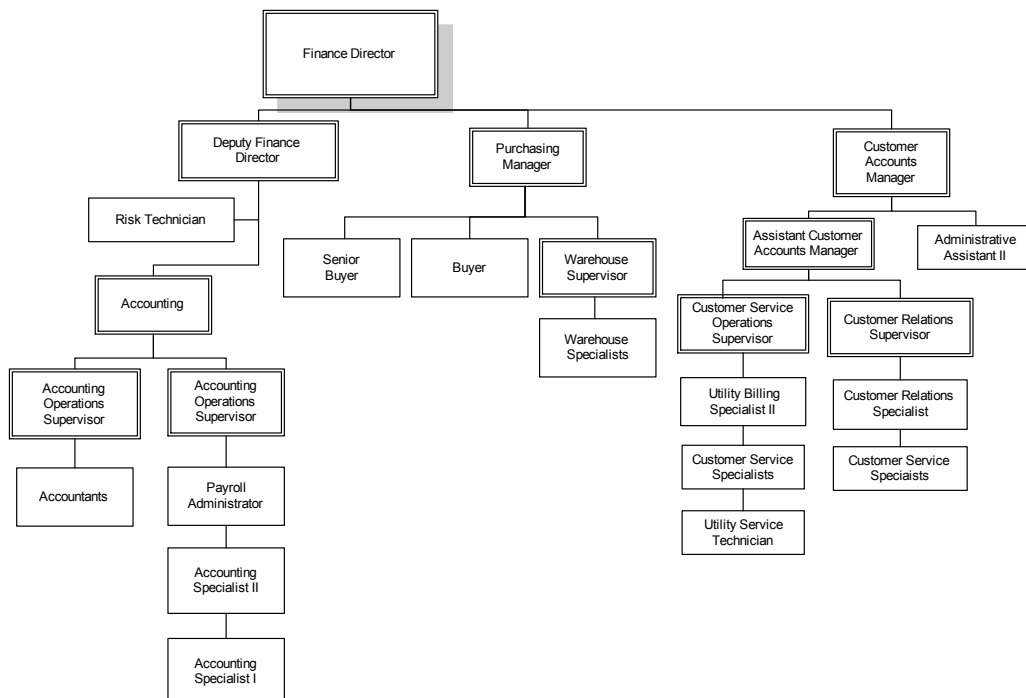 Finance Director
Deputy Finance
Director
Purchasing
Manager
Customer
Accounts
Manager
Risk Technician
Assistant Customer
Accounts Manager
Administrative
Assistant II
Senior
Buyer
Buyer
Warehouse
Supervisor
Accounting
Customer Service
Operations
Supervisor
Customer Relations
Supervisor
Warehouse
Specialists
Accounting
Operations
Supervisor
Accounting
Operations
Supervisor
Utility Billing
Specialist II
Customer Relations
Specialist
Accountants
Payroll
Administrator
Customer Service
Specialists
Customer Service
Speciaists
Utility Service
Technician
Accounting
Specialist II
Accounting
Specialist I